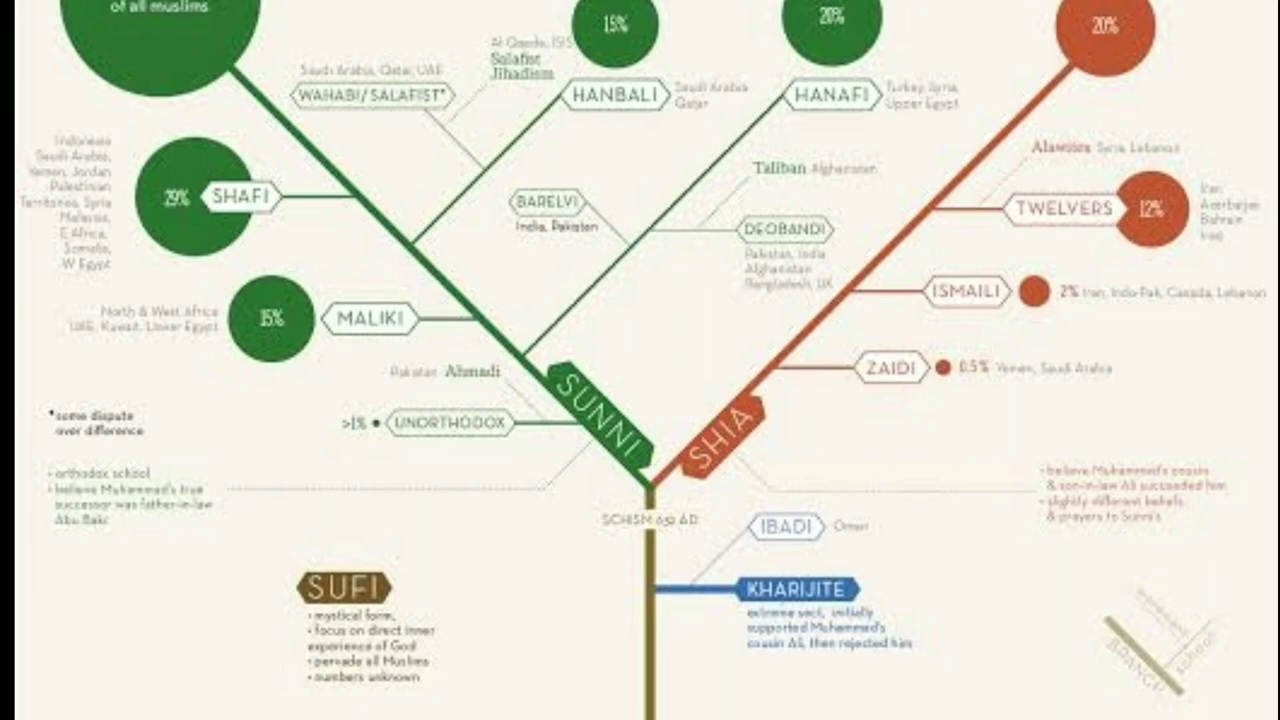 of all muslims
15%
20%
20%
Al Qaeda, ISIS
Salafist
Jihadism
Saudi Arabia, Qatar, UAE
WAHABI/ SALAFIST*
HANBALI
Saudi Arabia
Qatar
HANAFI
Turkey, Syria,
Upper Egypt
Indonesia
Saudi Arabia,
Yemen, Jordan
Palestinian
Territories, Syria
Malaysia,
E Africa,
Somalia,
W Egypt
29%
SHAFI
Alawites Syria, Lebanon
Taliban Afghanistan
BARELVI
India, Pakistan
DEOBANDI
Pakistan, India
Afghanistan
Bangladesh, UK
TWELVERS
12%
Iran
Azerbaijan
Bahrain
Iraq
ISMAILI
2% Iran, Indo-Pak, Canada, Lebanon
North & West Africa
UAE, Kuwait, Lower Egypt
15%
MALIKI
Pakistan Ahmadi
ZAIDI
0.5% Yemen, Saudi Arabia
*some dispute
over difference
>1%
UNORTHODOX
SUNNI
SHIA
• orthodox school
• believe Muhammad's true
successor was father-in-law
Abu Bakr
• believe Muhammed's cousin
& son-in-law Ali succeeded him
• slightly different beliefs
& prayers to Sunni's
SCHISM 632 AD
IBADI
Oman
SUFI
• mystical form,
• focus on direct inner
experience of God
• pervade all Muslims
• numbers unknown
KHARIJITE
extreme sect, initially
supported Muhammed's
cousin Ali, then rejected him
movement
school
BRANCH